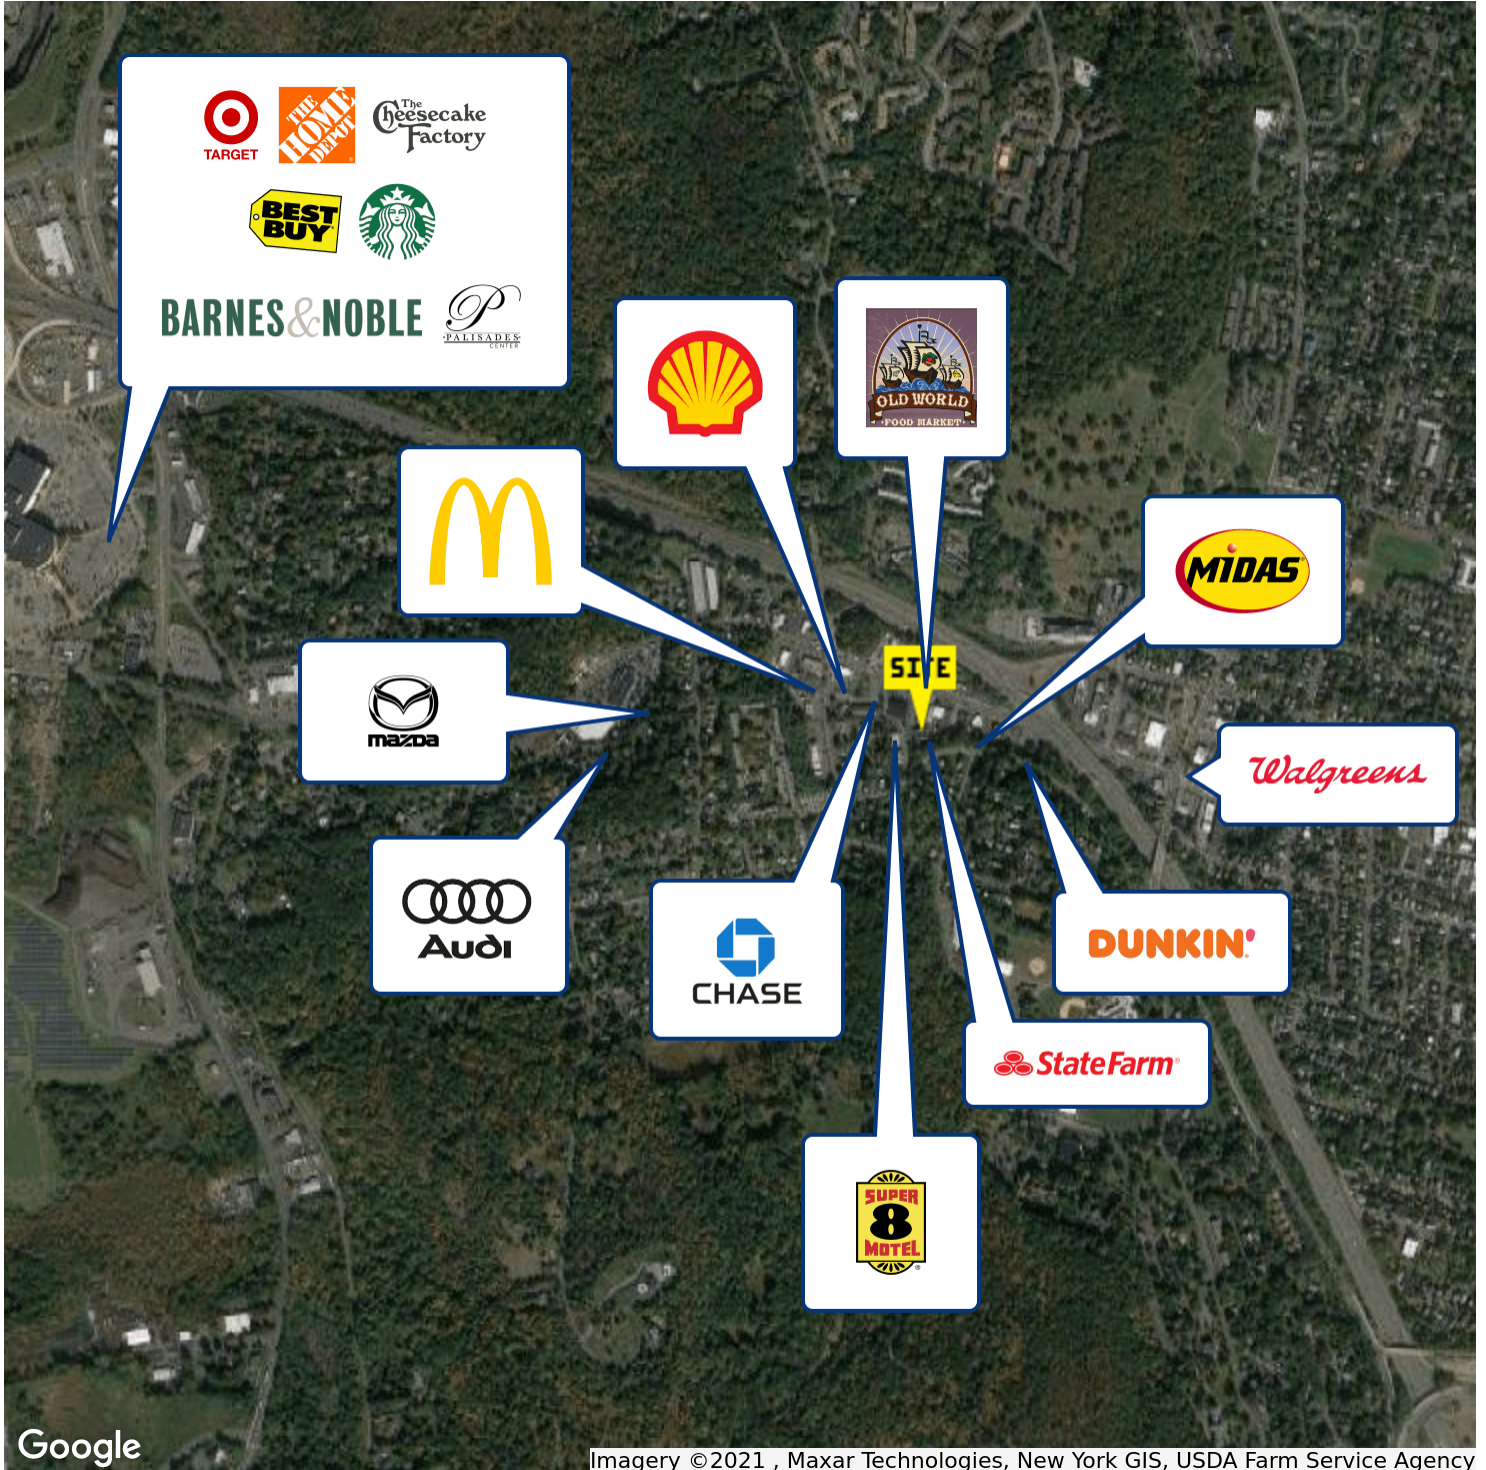 TARGET
THE HOME DEPOT
The Cheesecake Factory
BEST BUY
BARNES & NOBLE
PALISADES
CENTER
OLD WORLD
FOOD MARKET
MIDAS
SITE
mazda
Walgreens
Audi
CHASE
DUNKIN'
StateFarm
SUPER
8
MOTEL
Google
Imagery ©2021 , Maxar Technologies, New York GIS, USDA Farm Service Agency